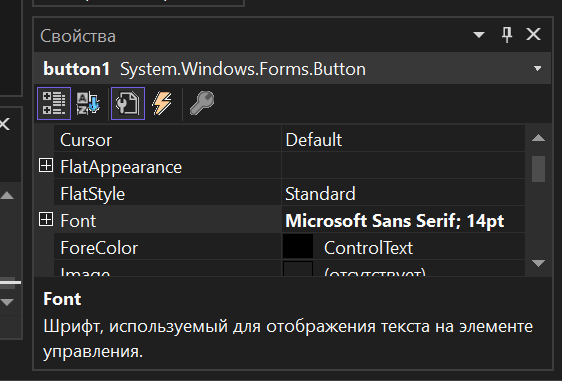 Свойства
button1 System.Windows.Forms.Button
Cursor Default
FlatAppearance
FlatStyle Standard
Font Microsoft Sans Serif; 14pt
ForeColor ControlText
Image (отсутствует)
Font
Шрифт, используемый для отображения текста на элементе
управления.